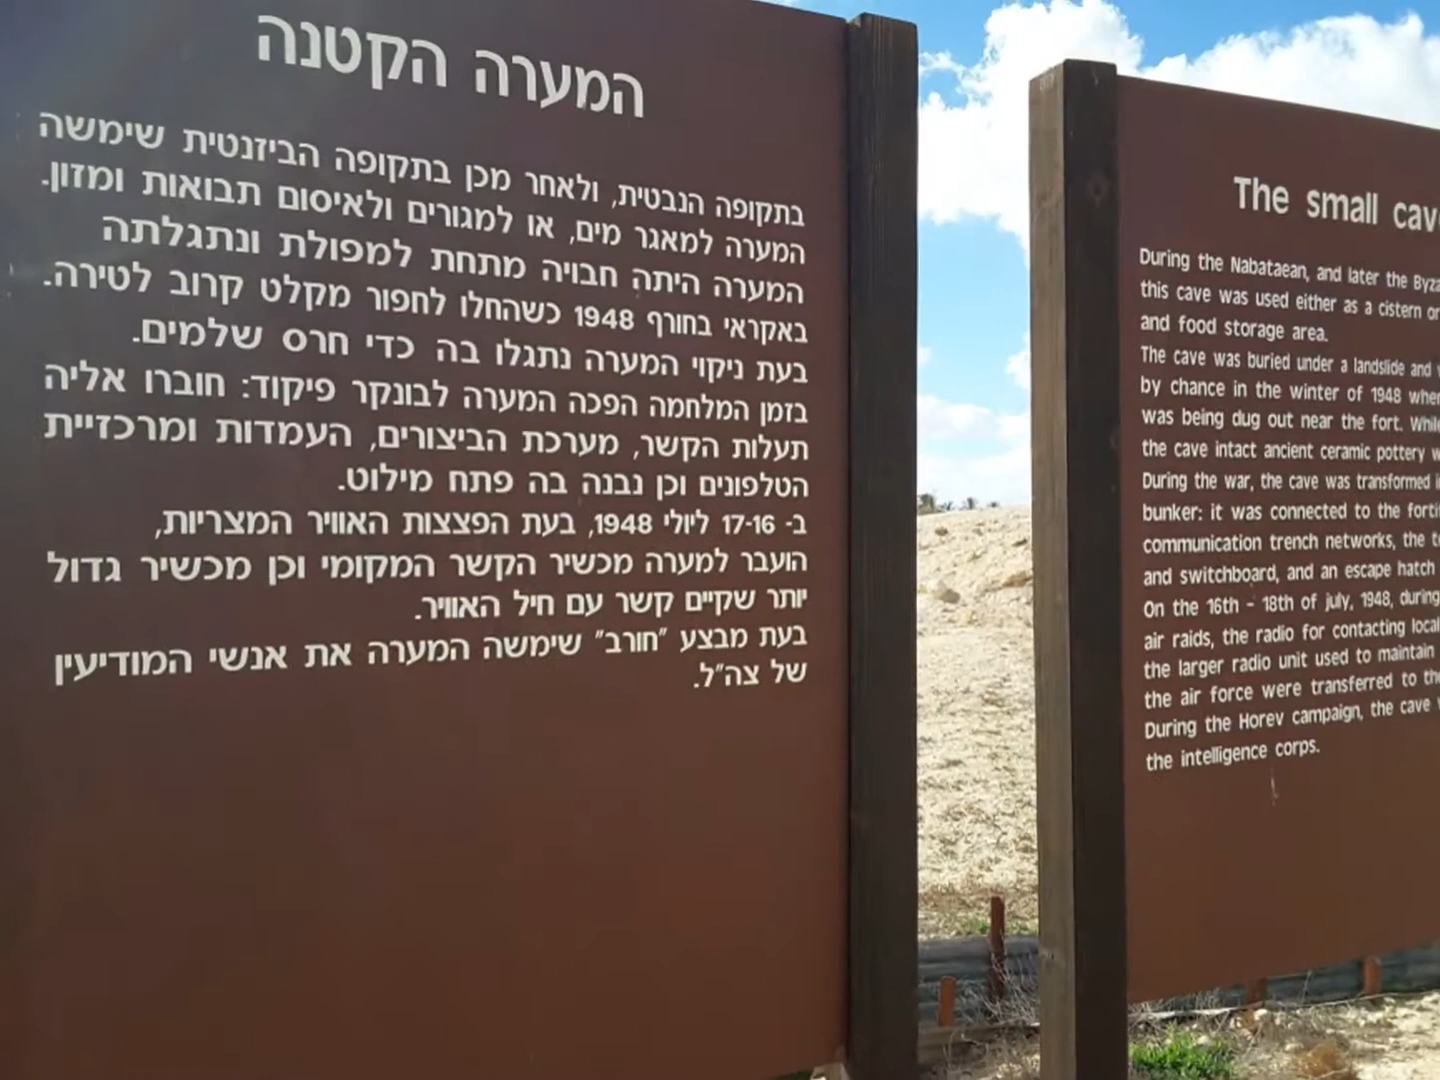 המערה הקטנה
בתקופה הנבטית, ולאחר מכן בתקופה הביזנטית שימשה
המערה למאגר מים, או למגורים ולאיסום תבואות ומזון.
המערה היתה חבויה מתחת למפולת ונתגלתה
באקראי בחורף 1948 כשהחלו לחפור מקלט קרוב לטירה.
בעת ניקוי המערה נתגלו בה כדי חרס שלמים.
בזמן המלחמה הפכה המערה לבונקר פיקוד: חוברו אליה
תעלות הקשר, מערכת הביצורים, העמדות ומרכזיית
הטלפונים וכן נבנה בה פתח מילוט.
ב- 17-16 ליולי 1948, בעת הפצצות האוויר המצריות,
הועבר למערה מכשיר הקשר המקומי וכן מכשיר גדול
יותר שקיים קשר עם חיל האוויר.
בעת מבצע "חורב" שימשה המערה את אנשי המודיעין
של צה"ל.
The small cav
During the Nabataean, and later the Byza
this cave was used either as a cistern or
and food storage area.
The cave was buried under a landslide and
by chance in the winter of 1948 when
was being dug out near the fort. While
the cave intact ancient ceramic pottery w
During the war, the cave was transformed i
bunker: it was connected to the forti
communication trench networks, the te
and switchboard, and an escape hatch
On the 16th - 18th of july, 1948, during
air raids, the radio for contacting local
the larger radio unit used to maintain
the air force were transferred to the
During the Horev campaign, the cave
the intelligence corps.